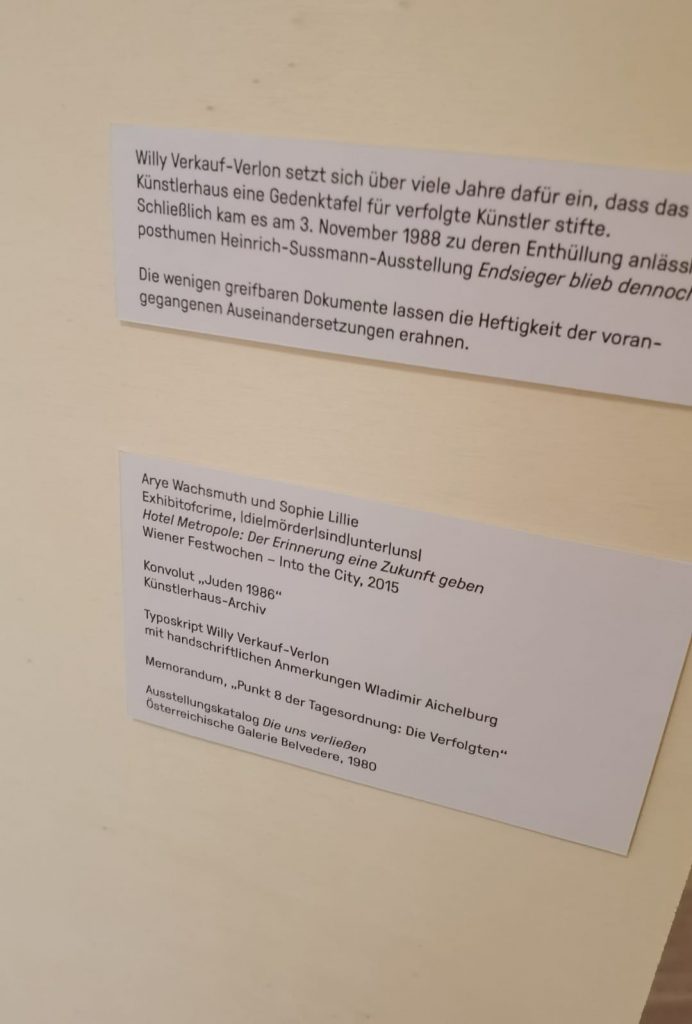 Willy Verkauf-Verlon setzt sich über viele Jahre dafür ein, dass das
Künstlerhaus eine Gedenktafel für verfolgte Künstler stifte.
Schließlich kam es am 3. November 1988 zu deren Enthüllung
posthumen Heinrich-Sussmann-Ausstellung Endsieger blieb dennoch
Die wenigen greifbaren Dokumente lassen die Heftigkeit der voran-
gegangenen Auseinandersetzungen erahnen.
Arye Wachsmuth und Sophie Lillie
Exhibitofcrime, |die|mörder|sind|unter|uns|
Hotel Metropole: Der Erinnerung eine Zukunft geben
Wiener Festwochen – Into the City, 2015
Konvolut „Juden 1986“
Künstlerhaus-Archiv
Typoskript Willy Verkauf-Verlon
mit handschriftlichen Anmerkungen Wladimir Aichelburg
Memorandum, „Punkt 8 der Tagesordnung: Die Verfolgten“
Ausstellungskatalog Die uns verließen
Österreichische Galerie Belvedere, 1980